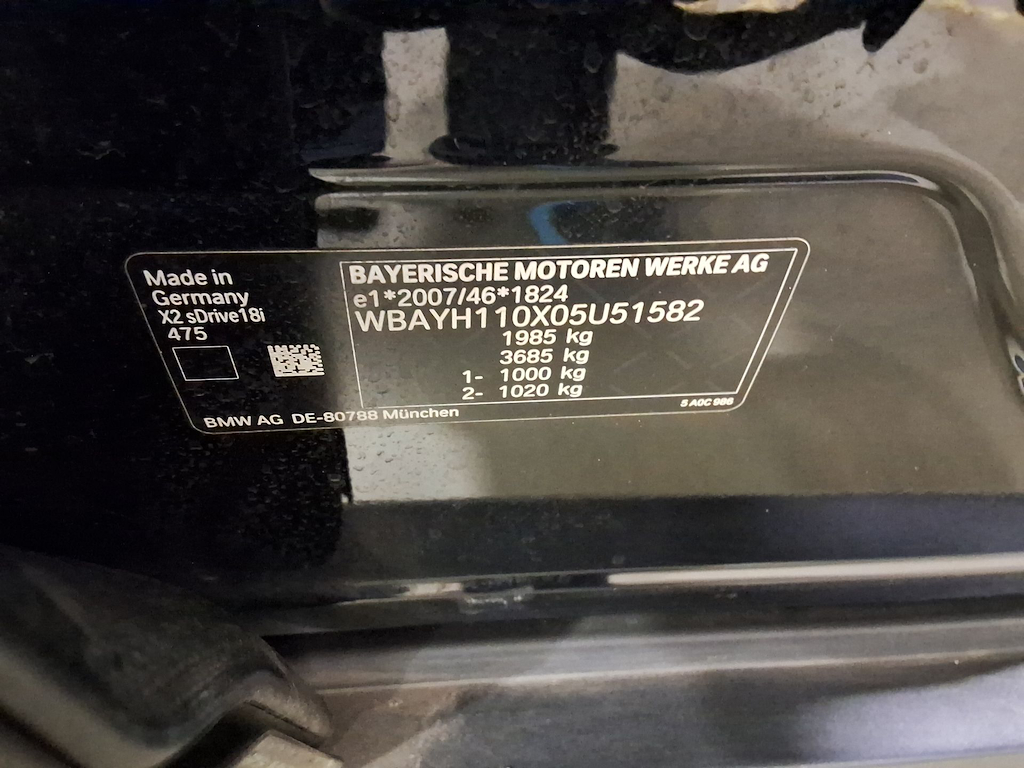 Made in
Germany
X2 sDrive18i
475
BAYERISCHE MOTOREN WERKE AG
e1*2007/46*1824
WBAYH110X05U51582
1985 kg
3685 kg
1- 1000 kg
2- 1020 kg
5 A0C 986
BMW AG DE-80788 München